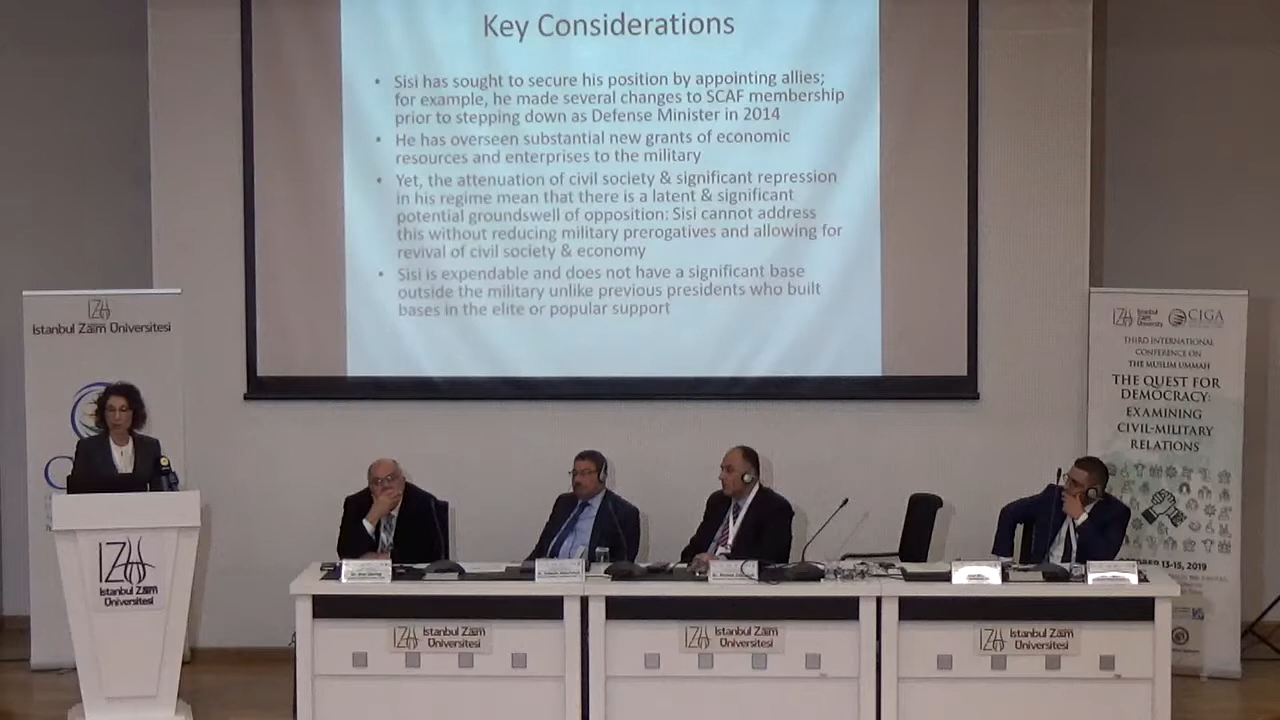 Key Considerations
• Sisi has sought to secure his position by appointing allies;
for example, he made several changes to SCAF membership
prior to stepping down as Defense Minister in 2014
• He has overseen substantial new grants of economic
resources and enterprises to the military
• Yet, the attenuation of civil society & significant repression
in his regime mean that there is a latent & significant
potential groundswell of opposition: Sisi cannot address
this without reducing military prerogatives and allowing for
revival of civil society & economy
• Sisi is expendable and does not have a significant base
outside the military unlike previous presidents who built
bases in the elite or popular support
İstanbul Zaim Üniversitesi
İZÜ
İstanbul Zaim
Üniversitesi
İstanbul Zaim
Üniversitesi
İstanbul Zaim
Üniversitesi
İstanbul Zaim
Üniversitesi
Istanbul
Zaim
University
CIGA
THIRD INTERNATIONAL
CONFERENCE ON
THE MUSLIM UMMAH
THE QUEST FOR
DEMOCRACY:
EXAMINING
CIVIL-MILITARY
RELATIONS
OBER 13-15, 2019